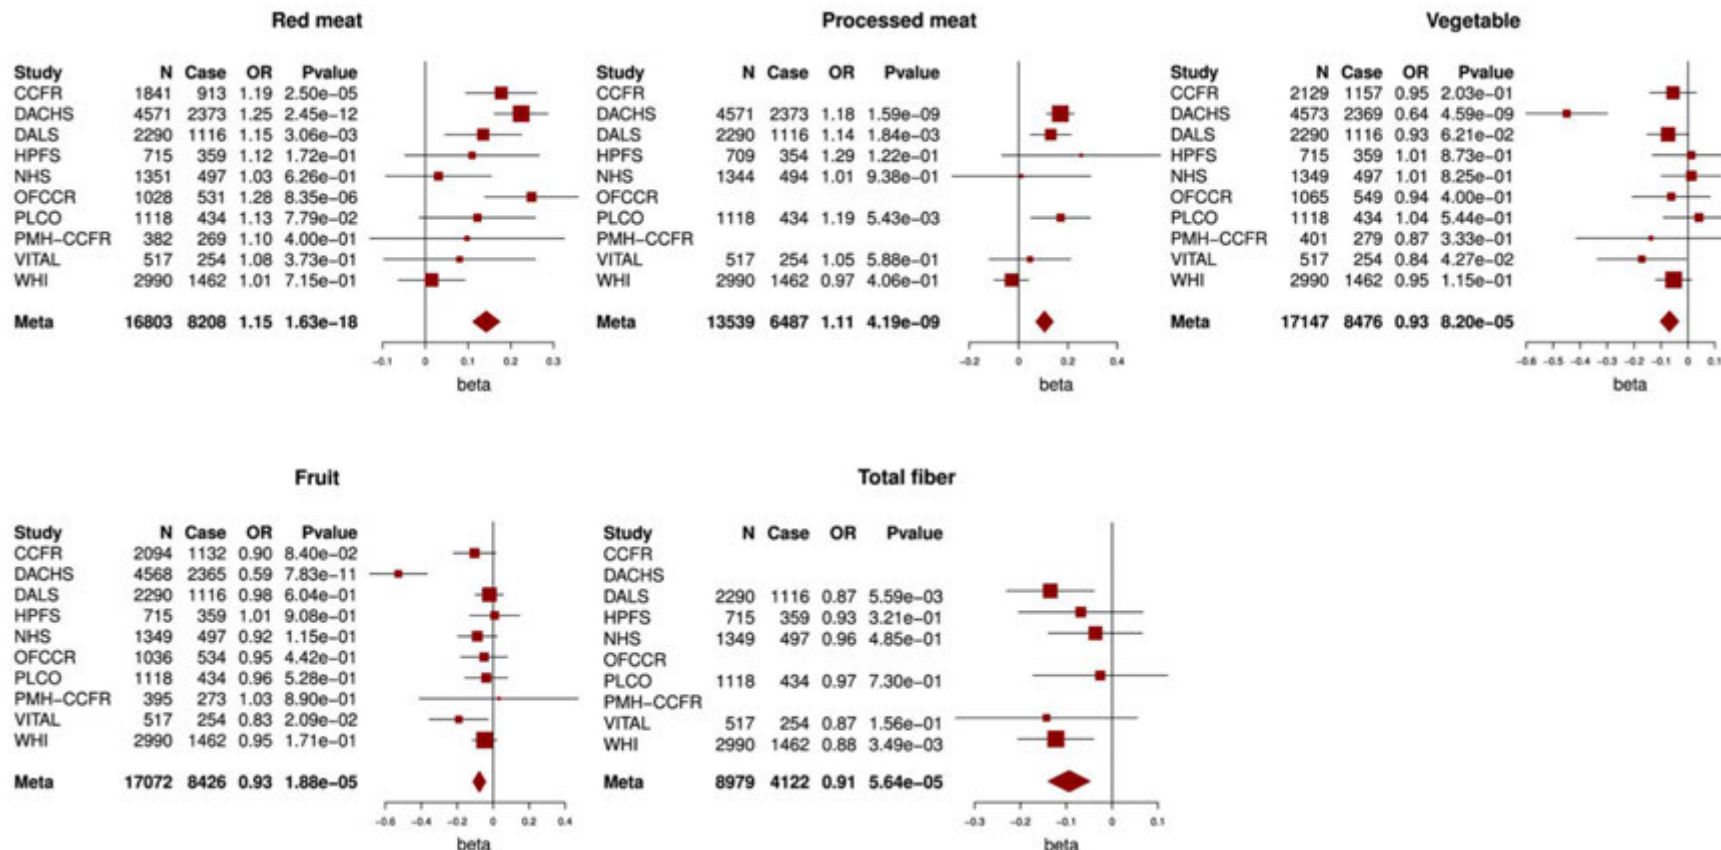 Red meat
Study N Case OR Pvalue
CCFR 1841 913 1.19 2.50e−05
DACHS 4571 2373 1.25 2.45e−12
DALS 2290 1116 1.15 3.06e−03
HPFS 715 359 1.12 1.72e−01
NHS 1351 497 1.03 6.26e−01
OFCCR 1028 531 1.28 8.35e−06
PLCO 1118 434 1.13 7.79e−02
PMH−CCFR 382 269 1.10 4.00e−01
VITAL 517 254 1.08 3.73e−01
WHI 2990 1462 1.01 7.15e−01
Meta 16803 8208 1.15 1.63e−18
−0.1 0 0.1 0.2 0.3
beta
Processed meat
Study N Case OR Pvalue
CCFR
DACHS 4571 2373 1.18 1.59e−09
DALS 2290 1116 1.14 1.84e−03
HPFS 709 354 1.29 1.22e−01
NHS 1344 494 1.01 9.38e−01
OFCCR
PLCO 1118 434 1.19 5.43e−03
PMH−CCFR
VITAL 517 254 1.05 5.88e−01
WHI 2990 1462 0.97 4.06e−01
Meta 13539 6487 1.11 4.19e−09
−0.2 0 0.2 0.4
beta
Vegetable
Study N Case OR Pvalue
CCFR 2129 1157 0.95 2.03e−01
DACHS 4573 2369 0.64 4.59e−09
DALS 2290 1116 0.93 6.21e−02
HPFS 715 359 1.01 8.73e−01
NHS 1349 497 1.01 8.25e−01
OFCCR 1065 549 0.94 4.00e−01
PLCO 1118 434 1.04 5.44e−01
PMH−CCFR 401 279 0.87 3.33e−01
VITAL 517 254 0.84 4.27e−02
WHI 2990 1462 0.95 1.15e−01
Meta 17147 8476 0.93 8.20e−05
−0.6 −0.5 −0.4 −0.3 −0.2 −0.1 0 0.1
beta
Fruit
Study N Case OR Pvalue
CCFR 2094 1132 0.90 8.40e−02
DACHS 4568 2365 0.59 7.83e−11
DALS 2290 1116 0.98 6.04e−01
HPFS 715 359 1.01 9.08e−01
NHS 1349 497 0.92 1.15e−01
OFCCR 1036 534 0.95 4.42e−01
PLCO 1118 434 0.96 5.28e−01
PMH−CCFR 395 273 1.03 8.90e−01
VITAL 517 254 0.83 2.09e−02
WHI 2990 1462 0.95 1.71e−01
Meta 17072 8426 0.93 1.88e−05
−0.6 −0.4 −0.2 0 0.2 0.4
beta
Total fiber
Study N Case OR Pvalue
CCFR
DACHS
DALS 2290 1116 0.87 5.59e−03
HPFS 715 359 0.93 3.21e−01
NHS 1349 497 0.96 4.85e−01
OFCCR
PLCO 1118 434 0.97 7.30e−01
PMH−CCFR
VITAL 517 254 0.87 1.56e−01
WHI 2990 1462 0.88 3.49e−03
Meta 8979 4122 0.91 5.64e−05
−0.3 −0.2 −0.1 0 0.1
beta